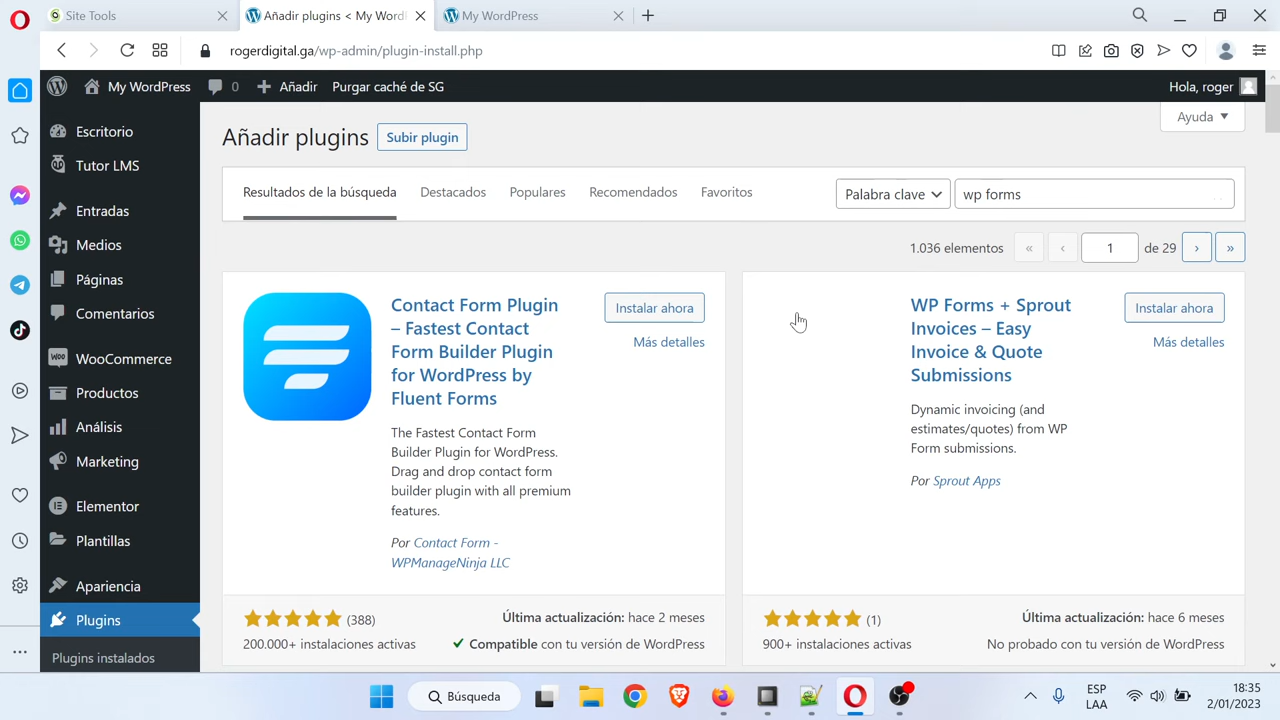 Site Tools
Añadir plugins < My Word
My WordPress
rogerdigital.ga/wp-admin/plugin-install.php
My WordPress
0
Añadir
Purgar caché de SG
Hola, roger
Escritorio
Tutor LMS
Entradas
Medios
Páginas
Comentarios
WooCommerce
Productos
Análisis
Marketing
Elementor
Plantillas
Apariencia
Plugins
Plugins instalados
Añadir plugins
Subir plugin
Ayuda
Resultados de la búsqueda
Destacados
Populares
Recomendados
Favoritos
Palabra clave
wp forms
1.036 elementos
«
‹
1
de 29
›
»
Contact Form Plugin
– Fastest Contact
Form Builder Plugin
for WordPress by
Fluent Forms
Instalar ahora
Más detalles
The Fastest Contact Form
Builder Plugin for WordPress.
Drag and drop contact form
builder plugin with all premium
features.
Por Contact Form -
WPManageNinja LLC
(388)
200.000+ instalaciones activas
Última actualización: hace 2 meses
Compatible con tu versión de WordPress
WP Forms + Sprout
Invoices – Easy
Invoice & Quote
Submissions
Instalar ahora
Más detalles
Dynamic invoicing (and
estimates/quotes) from WP
Form submissions.
Por Sprout Apps
(1)
900+ instalaciones activas
Última actualización: hace 6 meses
No probado con tu versión de WordPress
Búsqueda
ESP
LAA
18:35
2/01/2023